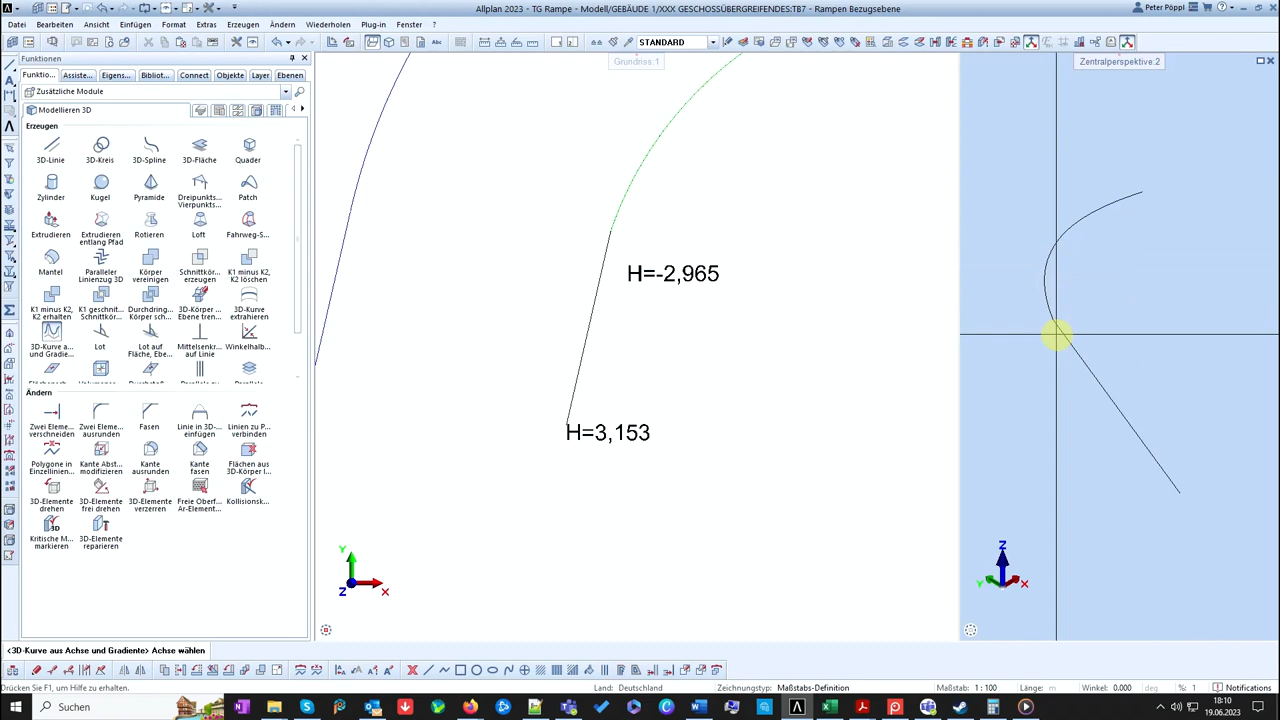 Allplan 2023 - TG Rampe - Modell/GEBÄUDE 1/XXX GESCHOSSÜBERGREIFENDES:TB7 - Rampen Bezugsebene
Peter Pöppl
Datei Bearbeiten Ansicht Einfügen Format Extras Erzeugen Ändern Wiederholen Plug-in Fenster ?
STANDARD
Funktionen
Funktio... Assiste... Eigens... Bibliot... Connect Objekte Layer Ebenen
Zusätzliche Module
Modellieren 3D
Erzeugen
3D-Linie 3D-Kreis 3D-Spline 3D-Fläche Quader
Zylinder Kugel Pyramide Dreipunkts... Vierpunkts... Patch
Extrudieren Extrudieren entlang Pfad Rotieren Loft Fahrweg-S...
Mantel Paralleler Linienzug 3D Körper vereinigen Schnittkör... erzeugen K1 minus K2, K2 löschen
K1 minus K2, K2 erhalten K1 geschnit... Schnittkör... Durchdring... Körper sch... 3D-Körper ... Ebene tren... 3D-Kurve extrahieren
3D-Kurve a... und Gradie... Lot Lot auf Fläche, Ebe... Mittelsenkr... auf Linie Winkelhalb...
Ändern
Zwei Eleme... verschneiden Zwei Eleme... ausrunden Fasen Linie in 3D-... einfügen Linien zu P... verbinden
Polygone in Einzellinien... Kante Abst... modifizieren Kante ausrunden Kante fasen Flächen aus 3D-Körper l...
3D-Elemente drehen 3D-Elemente frei drehen 3D-Elemente verzerren Freie Oberf... Ar-Element... Kollisionsk...
Kritische M... markieren 3D-Elemente reparieren
Grundriss:1
Zentralperspektive:2
H=-2,965
H=3,153
Y
Z X
Z
Y X
<3D-Kurve aus Achse und Gradiente> Achse wählen
Drücken Sie F1, um Hilfe zu erhalten.
Land: Deutschland Zeichnungstyp: Maßstabs-Definition Maßstab: 1 : 100 Länge: m Winkel: 0.000 deg %: 1 Notifications
Suchen
18:10
19.06.2023